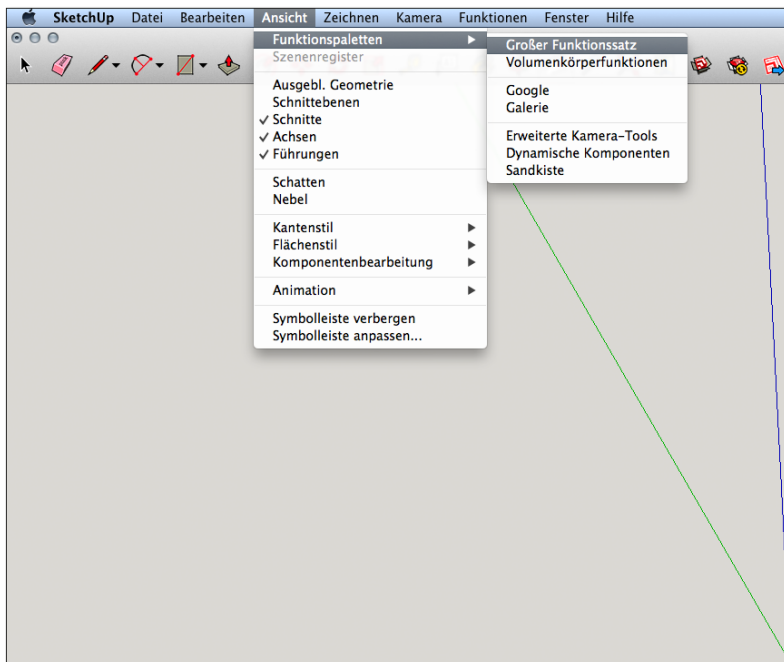 SketchUp Datei Bearbeiten Ansicht Zeichnen Kamera Funktionen Fenster Hilfe
Funktionspaletten
Szenenregister
Ausgebl. Geometrie
Schnittebenen
Schnitte
Achsen
Führungen
Schatten
Nebel
Kantenstil
Flächenstil
Komponentenbearbeitung
Animation
Symbolleiste verbergen
Symbolleiste anpassen...
Großer Funktionssatz
Volumenkörperfunktionen
Google
Galerie
Erweiterte Kamera-Tools
Dynamische Komponenten
Sandkiste